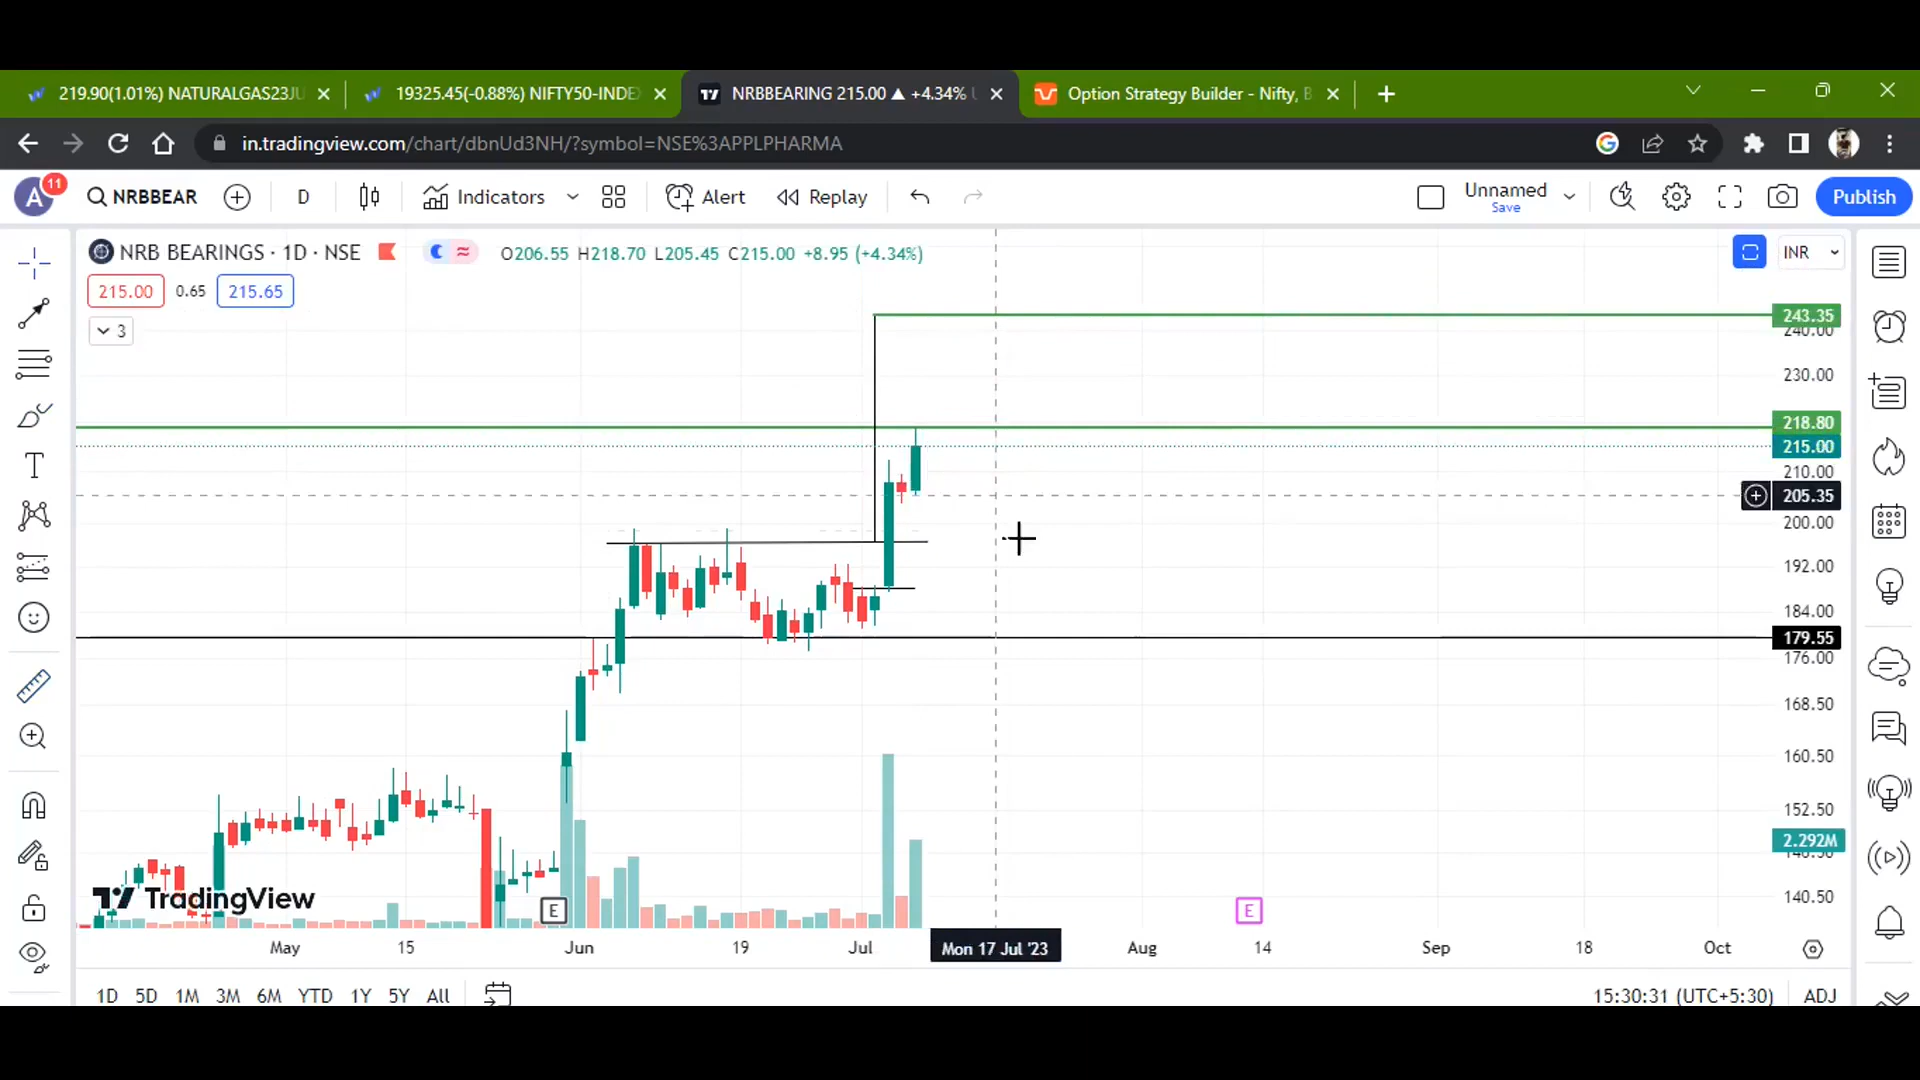 219.90(1.01%) NATURALGAS23JU
19325.45(-0.88%) NIFTY50-INDEX
NRBBEARING 215.00 ▲ +4.34% U
Option Strategy Builder - Nifty, B
in.tradingview.com/chart/dbnUd3NH/?symbol=NSE%3APPLPHARMA
A
11
NRBBEAR
D
Indicators
Alert
Replay
Unnamed
Save
Publish
NRB BEARINGS · 1D · NSE
O206.55 H218.70 L205.45 C215.00 +8.95 (+4.34%)
INR
215.00
0.65
215.65
3
243.35
240.00
230.00
218.80
215.00
210.00
205.35
200.00
192.00
184.00
179.55
176.00
168.50
160.50
152.50
2.292M
140.50
TradingView
E
E
May
15
Jun
19
Jul
Mon 17 Jul '23
Aug
14
Sep
18
Oct
1D 5D 1M 3M 6M YTD 1Y 5Y All
15:30:31 (UTC+5:30)
ADJ